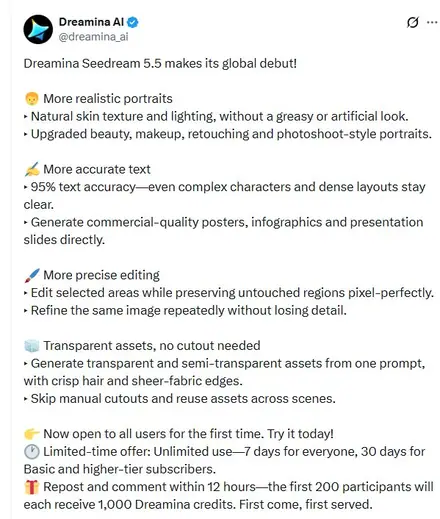 Dreamina AI
@dreamina_ai
Dreamina Seedream 5.5 makes its global debut!
👨 More realistic portraits
‣ Natural skin texture and lighting, without a greasy or artificial look.
‣ Upgraded beauty, makeup, retouching and photoshoot-style portraits.
✍️ More accurate text
‣ 95% text accuracy—even complex characters and dense layouts stay
clear.
‣ Generate commercial-quality posters, infographics and presentation
slides directly.
🖌️ More precise editing
‣ Edit selected areas while preserving untouched regions pixel-perfectly.
‣ Refine the same image repeatedly without losing detail.
🧊 Transparent assets, no cutout needed
‣ Generate transparent and semi-transparent assets from one prompt,
with crisp hair and sheer-fabric edges.
‣ Skip manual cutouts and reuse assets across scenes.
👉 Now open to all users for the first time. Try it today!
🕐 Limited-time offer: Unlimited use—7 days for everyone, 30 days for
Basic and higher-tier subscribers.
🎁 Repost and comment within 12 hours—the first 200 participants will
each receive 1,000 Dreamina credits. First come, first served.